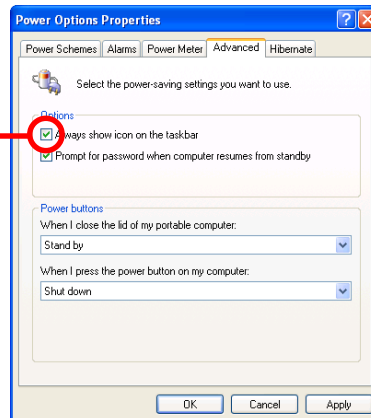 Power Options Properties
Power Schemes Alarms Power Meter Advanced Hibernate
Select the power-saving settings you want to use.
Options
Always show icon on the taskbar
Prompt for password when computer resumes from standby
Power buttons
When I close the lid of my portable computer:
Stand by
When I press the power button on my computer:
Shut down
OK Cancel Apply